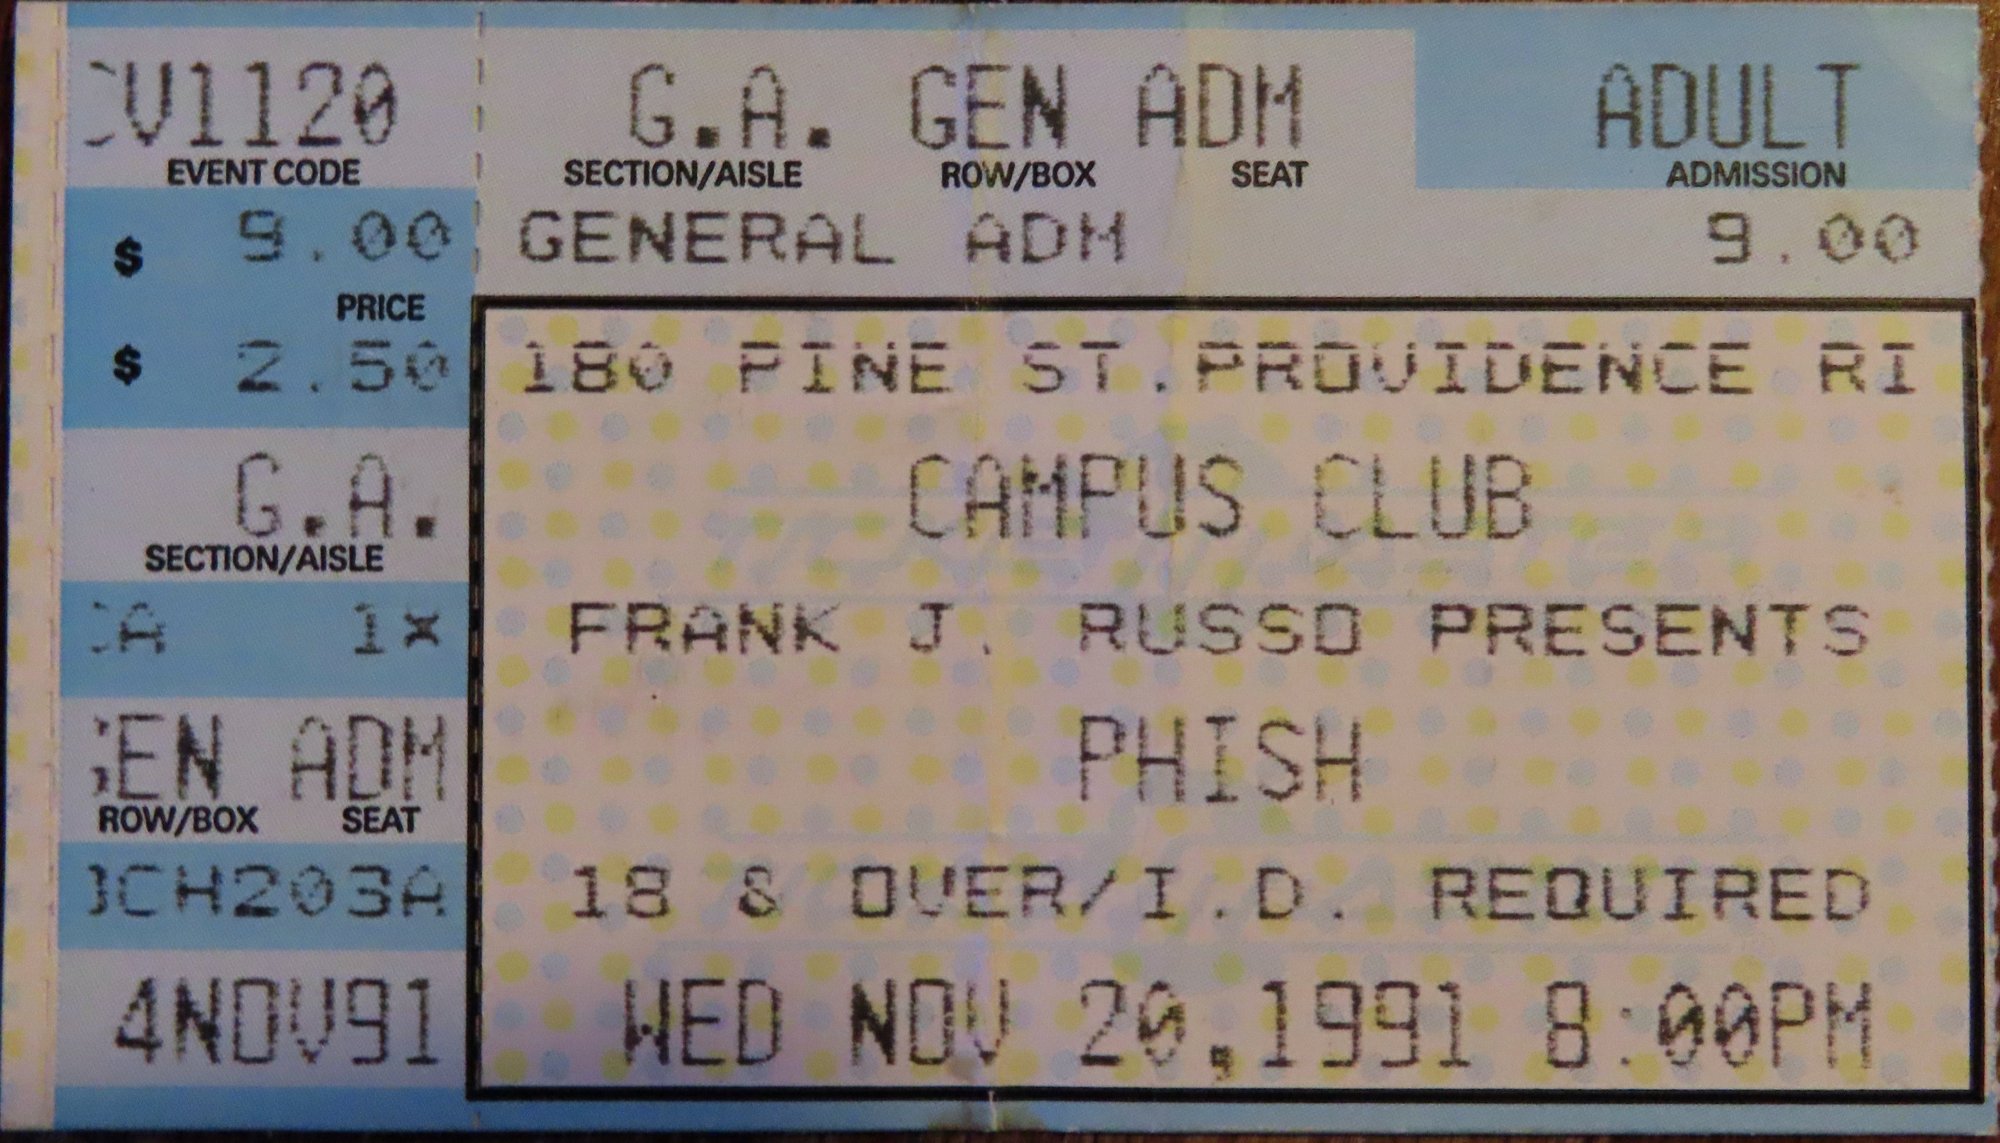 CV1120
EVENT CODE
$ 9.00
PRICE
$ 2.50
G.A.
SECTION/AISLE
CA 1x
GEN ADM
ROW/BOX SEAT
CH203A
4NOV91
G.A. GEN ADM ADULT
SECTION/AISLE ROW/BOX SEAT ADMISSION
GENERAL ADM 9.00
180 PINE ST.PROVIDENCE RI
CAMPUS CLUB
FRANK J. RUSSO PRESENTS
PHISH
18 & OVER/I.D. REQUIRED
WED NOV 20,1991 8:00PM